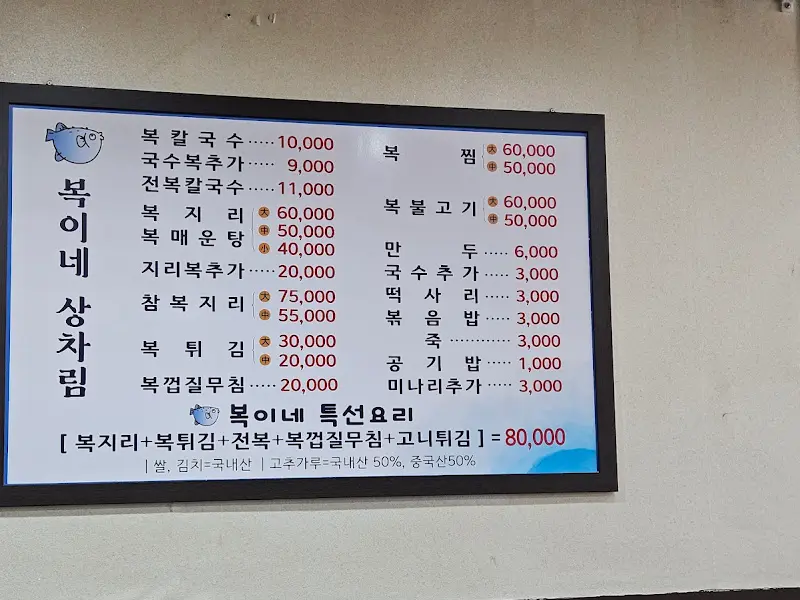 복이네 상차림
복 칼 국 수 ····· 10,000
국수복추가 ····· 9,000
전복칼국수 ····· 11,000
복 지 리 大 60,000
복 매 운 탕 中 50,000
小 40,000
지리복추가 ····· 20,000
참 복 지 리 大 75,000
中 55,000
복 튀 김 大 30,000
中 20,000
복껍질무침 ····· 20,000
복 찜 大 60,000
中 50,000
복 불 고 기 大 60,000
中 50,000
만 두 ····· 6,000
국 수 추 가 ····· 3,000
떡 사 리 ····· 3,000
볶 음 밥 ····· 3,000
죽 ············ 3,000
공 기 밥 ····· 1,000
미나리추가 ····· 3,000
복이네 특선요리
[ 복지리+복튀김+전복+복껍질무침+고니튀김 ] = 80,000
| 쌀, 김치=국내산 | 고추가루=국내산 50%, 중국산50%